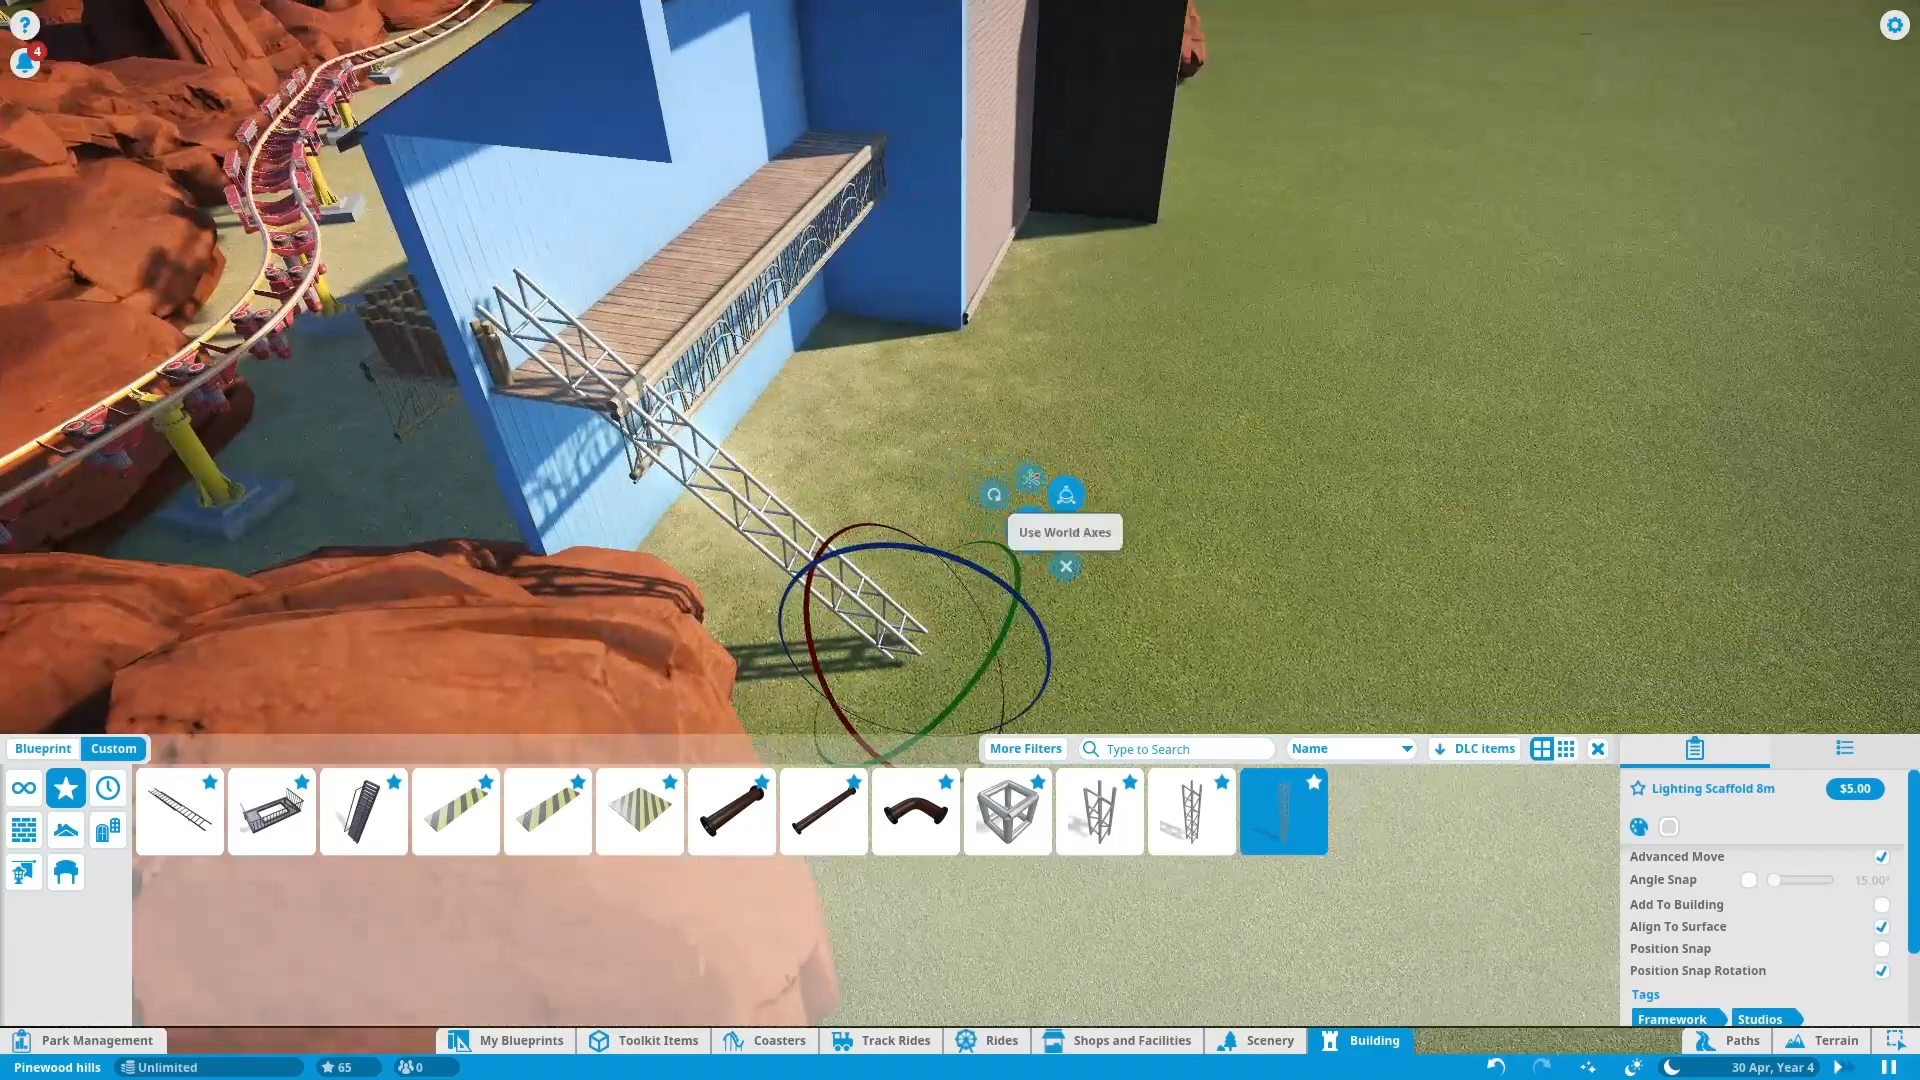 ?
4
Use World Axes
Blueprint
Custom
More Filters
Type to Search
Name
DLC items
Lighting Scaffold 8m
$5.00
Advanced Move
Angle Snap
15.00°
Add To Building
Align To Surface
Position Snap
Position Snap Rotation
Tags
Framework
Studios
Park Management
My Blueprints
Toolkit Items
Coasters
Track Rides
Rides
Shops and Facilities
Scenery
Building
Paths
Terrain
Pinewood hills
Unlimited
65
0
30 Apr, Year 4